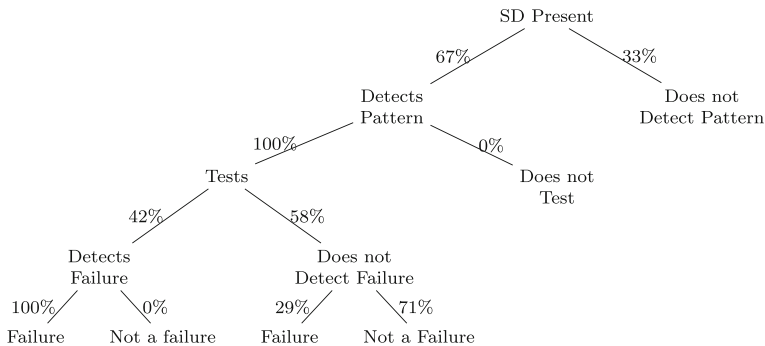 SD Present
67%
33%
Detects
Pattern
Does not
Detect Pattern
100%
0%
Tests
Does not
Test
42%
58%
Detects
Failure
Does not
Detect Failure
100%
0%
29%
71%
Failure
Not a failure
Failure
Not a Failure